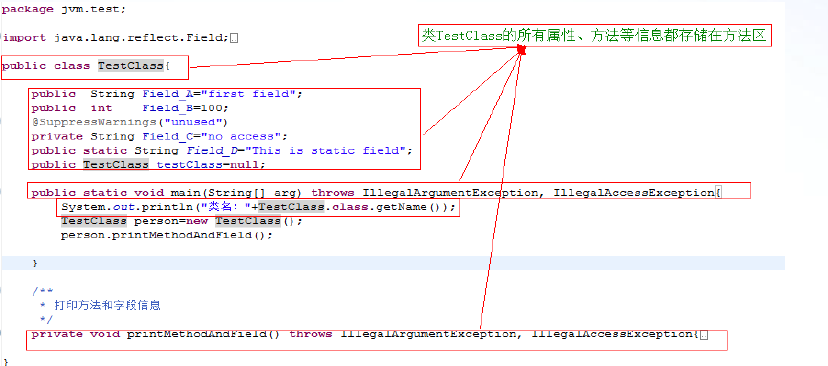 package jvm.test;
import java.lang.reflect.Field;
类TestClass的所有属性、方法等信息都存储在方法区
public class TestClass{
public String Field_A="first field";
public int Field_B=100;
@SuppressWarnings("unused")
private String Field_C="no access";
public static String Field_D="This is static field";
public TestClass testClass=null;
public static void main(String[] arg) throws IllegalArgumentException, IllegalAccessException{
System.out.println("类名："+TestClass.class.getName());
TestClass person=new TestClass();
person.printMethodAndField();
}
/**
* 打印方法和字段信息
*/
private void printMethodAndField() throws IllegalArgumentException, IllegalAccessException{
}